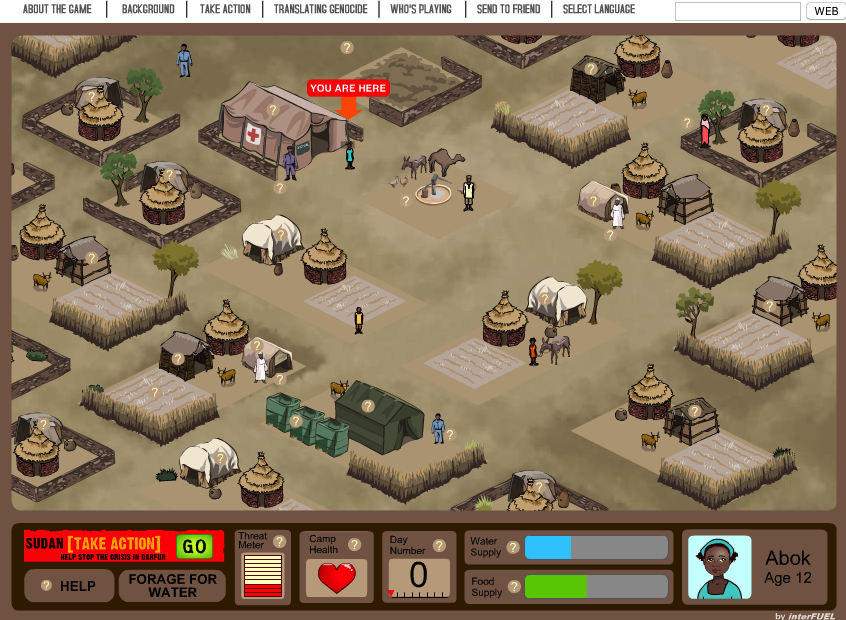 ABOUT THE GAME
BACKGROUND
TAKE ACTION
TRANSLATING GENOCIDE
WHO'S PLAYING
SEND TO FRIEND
SELECT LANGUAGE
WEB
YOU ARE HERE
SUDAN [TAKE ACTION]
HELP STOP THE CRISIS IN DARFUR
GO
? HELP
FORAGE FOR
WATER
Threat
Meter ?
Camp
Health ?
Day
Number ?
0
Water
Supply ?
Food
Supply ?
Abok
Age 12
by interFUEL